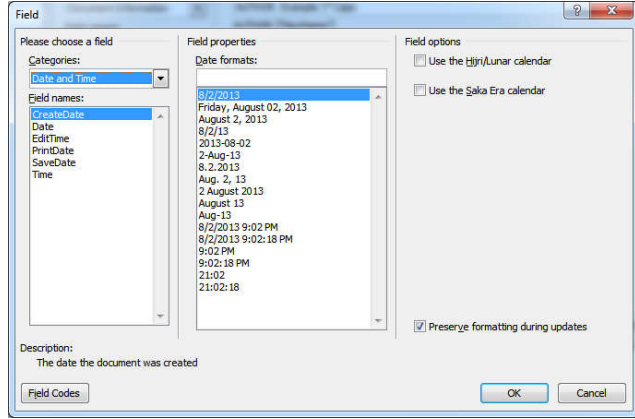 Field
Please choose a field
Categories:
Date and Time
Field names:
CreateDate
Date
EditTime
PrintDate
SaveDate
Time
Field properties
Date formats:
8/2/2013
Friday, August 02, 2013
August 2, 2013
8/2/13
2013-08-02
2-Aug-13
8.2.2013
Aug. 2, 13
2 August 2013
August 13
Aug-13
8/2/2013 9:02 PM
8/2/2013 9:02:18 PM
9:02 PM
9:02:18 PM
21:02
21:02:18
Field options
Use the Hijri/Lunar calendar
Use the Saka Era calendar
Preserve formatting during updates
Description:
The date the document was created
Field Codes
OK
Cancel